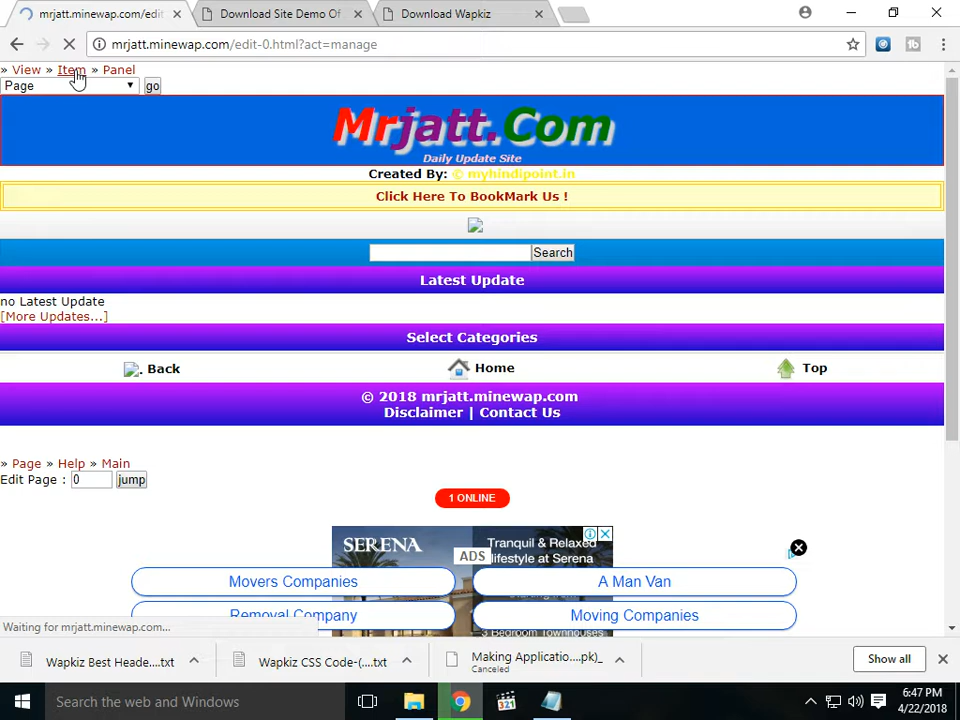 mrjatt.minewap.com/edit
Download Site Demo Of
Download Wapkiz
mrjatt.minewap.com/edit-0.html?act=manage
» View » Item » Panel
Page
go
Mrjatt.Com
Daily Update Site
Created By: © myhindipoint.in
Click Here To BookMark Us !
Search
Latest Update
no Latest Update
[More Updates...]
Select Categories
. Back
Home
Top
© 2018 mrjatt.minewap.com
Disclaimer | Contact Us
» Page » Help » Main
Edit Page : 0 jump
1 ONLINE
SERENA
Tranquil & Relaxed
lifestyle at Serena
ADS
Movers Companies
A Man Van
Removal Company
Moving Companies
3 Bedroom Townhouses
Waiting for mrjatt.minewap.com...
Wapkiz Best Heade....txt
Wapkiz CSS Code-(....txt
Making Applicatio....pk)_
Canceled
Show all
Search the web and Windows
321
6:47 PM
4/22/2018